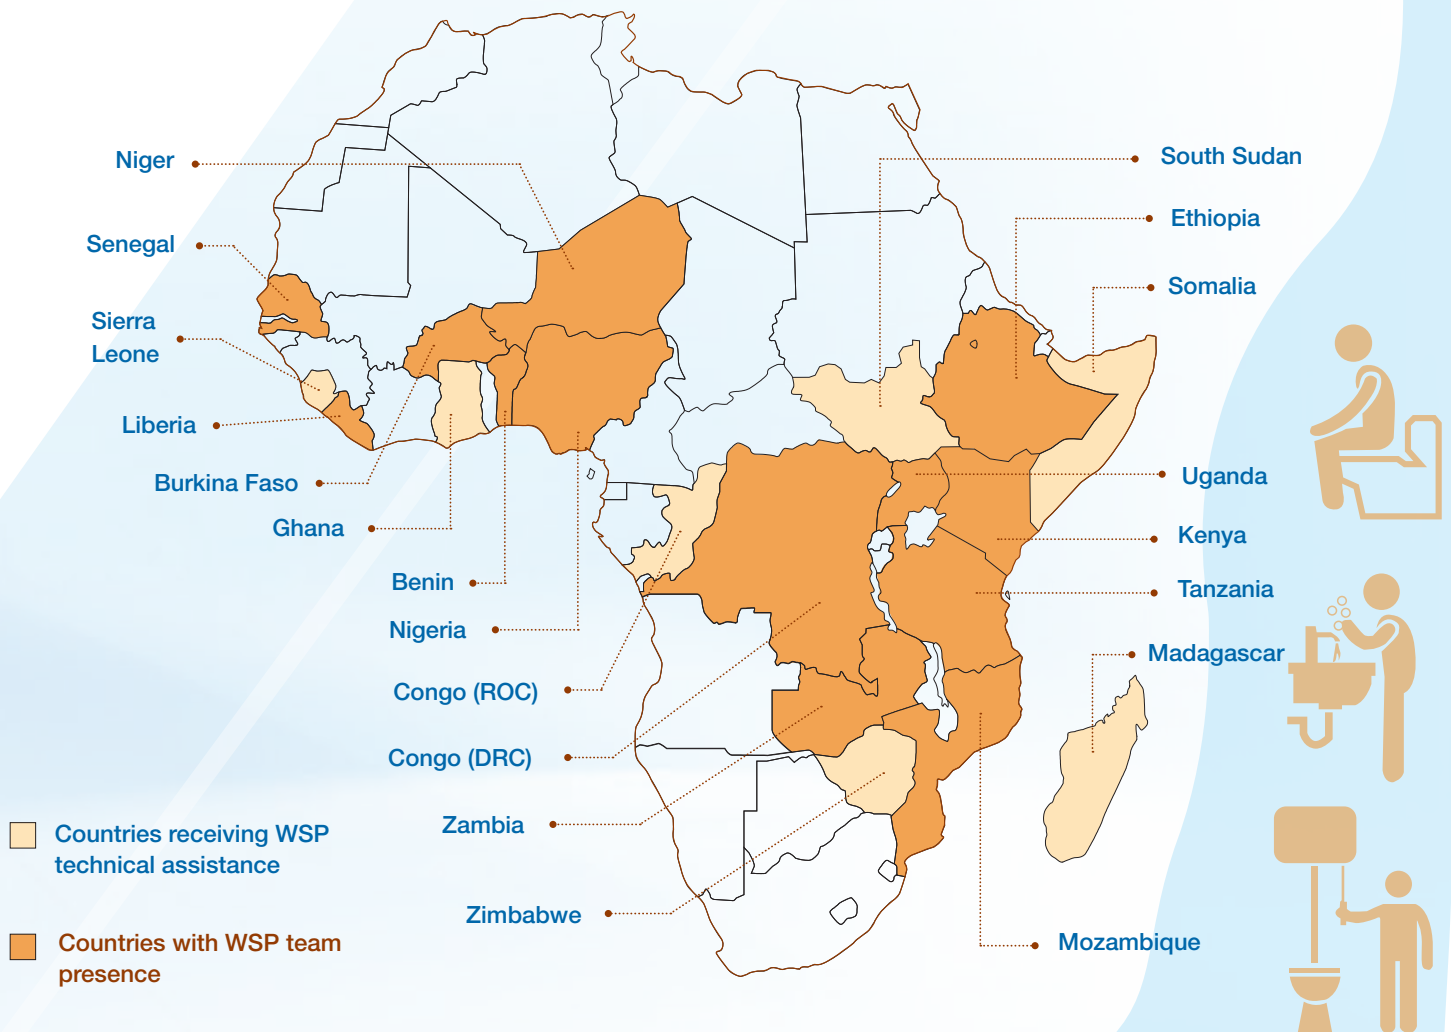 Niger
Senegal
Sierra
Leone
Liberia
Burkina Faso
Ghana
Benin
Nigeria
Congo (ROC)
Congo (DRC)
Zambia
Zimbabwe
South Sudan
Ethiopia
Somalia
Uganda
Kenya
Tanzania
Madagascar
Mozambique
Countries receiving WSP
technical assistance
Countries with WSP team
presence